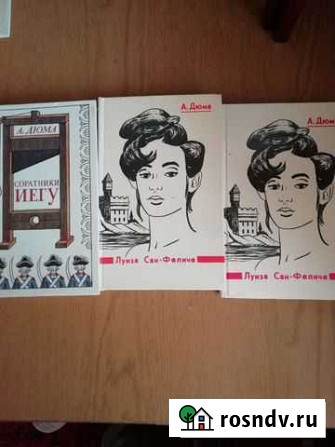 А. ДЮМА
СОРАТНИКИ
ИЕГУ
А. Дюма
Луиза Сан-Феличе
А. Дюма
Луиза Сан-Феличе
rosndv.ru